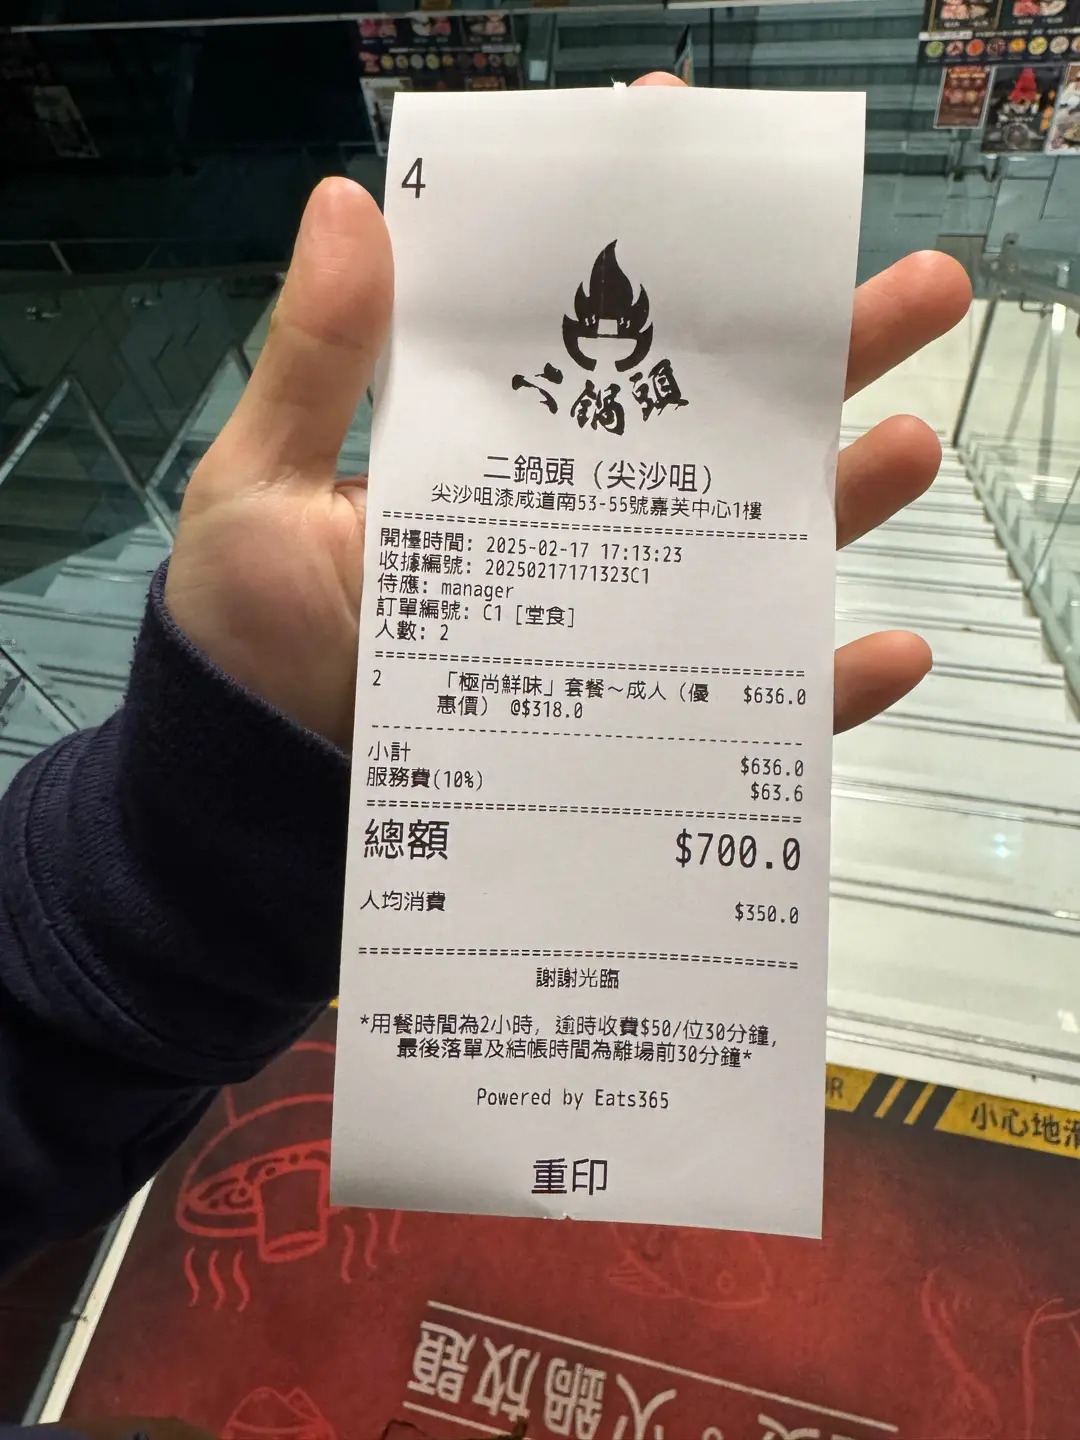 4
二鍋頭
二鍋頭（尖沙咀）
尖沙咀漆咸道南53-55號嘉芙中心1樓
開檯時間: 2025-02-17 17:13:23
收據編號: 20250217171323C1
侍應: manager
訂單編號: C1 [堂食]
人數: 2
2 「極尚鮮味」套餐～成人（優 $636.0
惠價） @$318.0
小計 $636.0
服務費(10%) $63.6
總額 $700.0
人均消費 $350.0
謝謝光臨
*用餐時間為2小時, 逾時收費$50/位30分鐘,
最後落單及結帳時間為離場前30分鐘*
Powered by Eats365
重印
小心地滑
火鍋放題